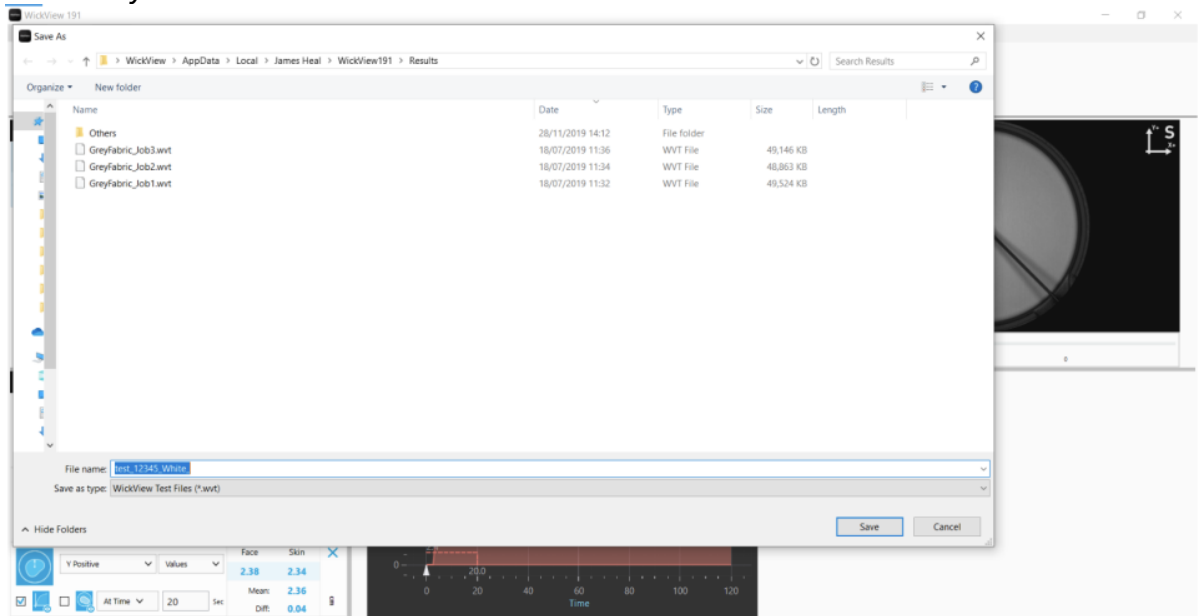 WickView 191
Save As
WickView > AppData > Local > James Heal > WickView191 > Results
Search Results
Organize
New folder
Name Date Type Size Length
Others 28/11/2019 14:12 File folder
GreyFabric_Job3.wvt 18/07/2019 11:36 WVT File 49,146 KB
GreyFabric_Job2.wvt 18/07/2019 11:34 WVT File 48,863 KB
GreyFabric_Job1.wvt 18/07/2019 11:32 WVT File 49,524 KB
Y+ S
X+
0
File name: test_12345_White_
Save as type: WickView Test Files (*.wvt)
Hide Folders
Save Cancel
Face Skin
Y Positive Values 2.38 2.34
Mean: 2.36
At Time 20 Sec Diff: 0.04
0 20.0
0 20 40 60 80 100 120
Time